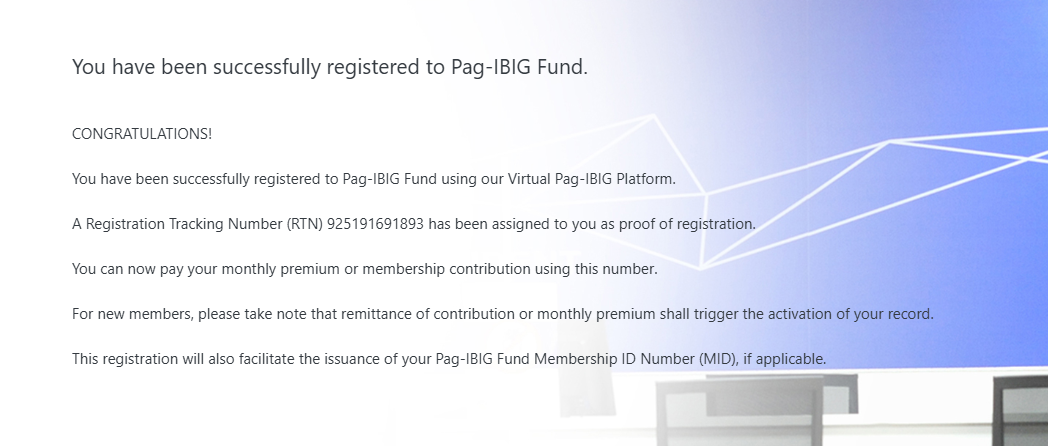 You have been successfully registered to Pag-IBIG Fund.
CONGRATULATIONS!
You have been successfully registered to Pag-IBIG Fund using our Virtual Pag-IBIG Platform.
A Registration Tracking Number (RTN) 925191691893 has been assigned to you as proof of registration.
You can now pay your monthly premium or membership contribution using this number.
For new members, please take note that remittance of contribution or monthly premium shall trigger the activation of your record.
This registration will also facilitate the issuance of your Pag-IBIG Fund Membership ID Number (MID), if applicable.